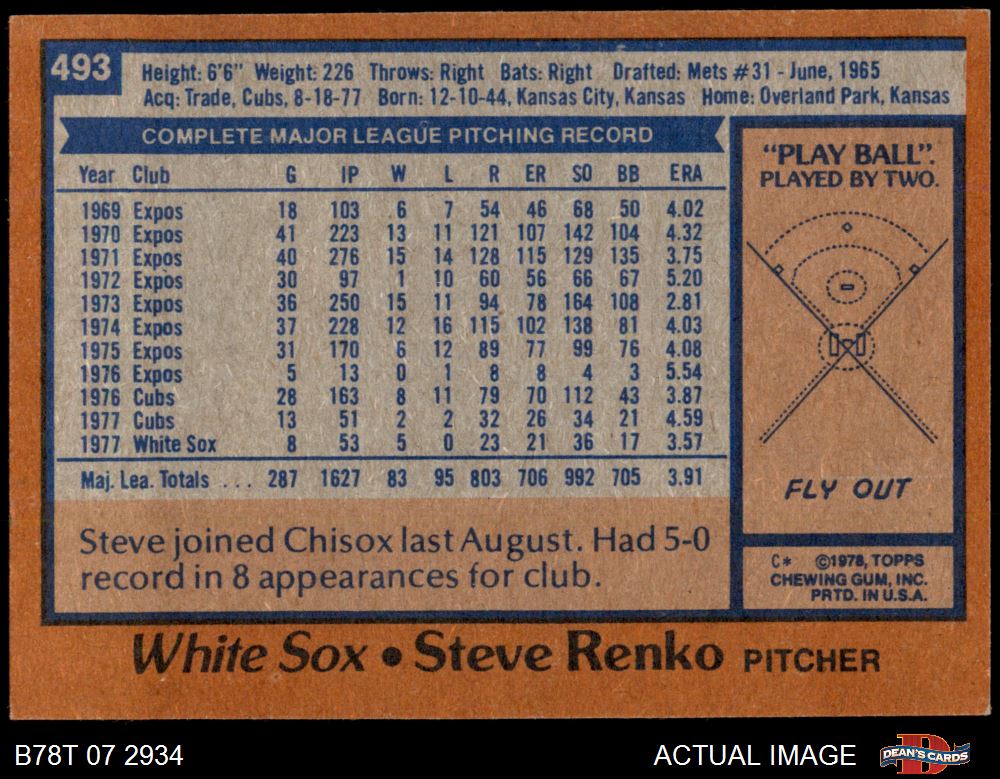 493
Height: 6'6" Weight: 226 Throws: Right Bats: Right Drafted: Mets #31 - June, 1965
Acq: Trade, Cubs, 8-18-77 Born: 12-10-44, Kansas City, Kansas Home: Overland Park, Kansas
COMPLETE MAJOR LEAGUE PITCHING RECORD
Year Club G IP W L R ER SO BB ERA
1969 Expos 18 103 6 7 54 46 68 50 4.02
1970 Expos 41 223 13 11 121 107 142 104 4.32
1971 Expos 40 276 15 14 128 115 129 135 3.75
1972 Expos 30 97 1 10 60 56 66 67 5.20
1973 Expos 36 250 15 11 94 78 164 108 2.81
1974 Expos 37 228 12 16 115 102 138 81 4.03
1975 Expos 31 170 6 12 89 77 99 76 4.08
1976 Expos 5 13 0 1 8 8 4 3 5.54
1976 Cubs 28 163 8 11 79 70 112 43 3.87
1977 Cubs 13 51 2 2 32 26 34 21 4.59
1977 White Sox 8 53 5 0 23 21 36 17 3.57
Maj. Lea. Totals . . . 287 1627 83 95 803 706 992 705 3.91
Steve joined Chisox last August. Had 5-0
record in 8 appearances for club.
"PLAY BALL".
PLAYED BY TWO.
FLY OUT
C* ©1978, TOPPS
CHEWING GUM, INC.
PRTD. IN U.S.A.
White Sox • Steve Renko PITCHER
B78T 07 2934
ACTUAL IMAGE
DEAN'S CARDS